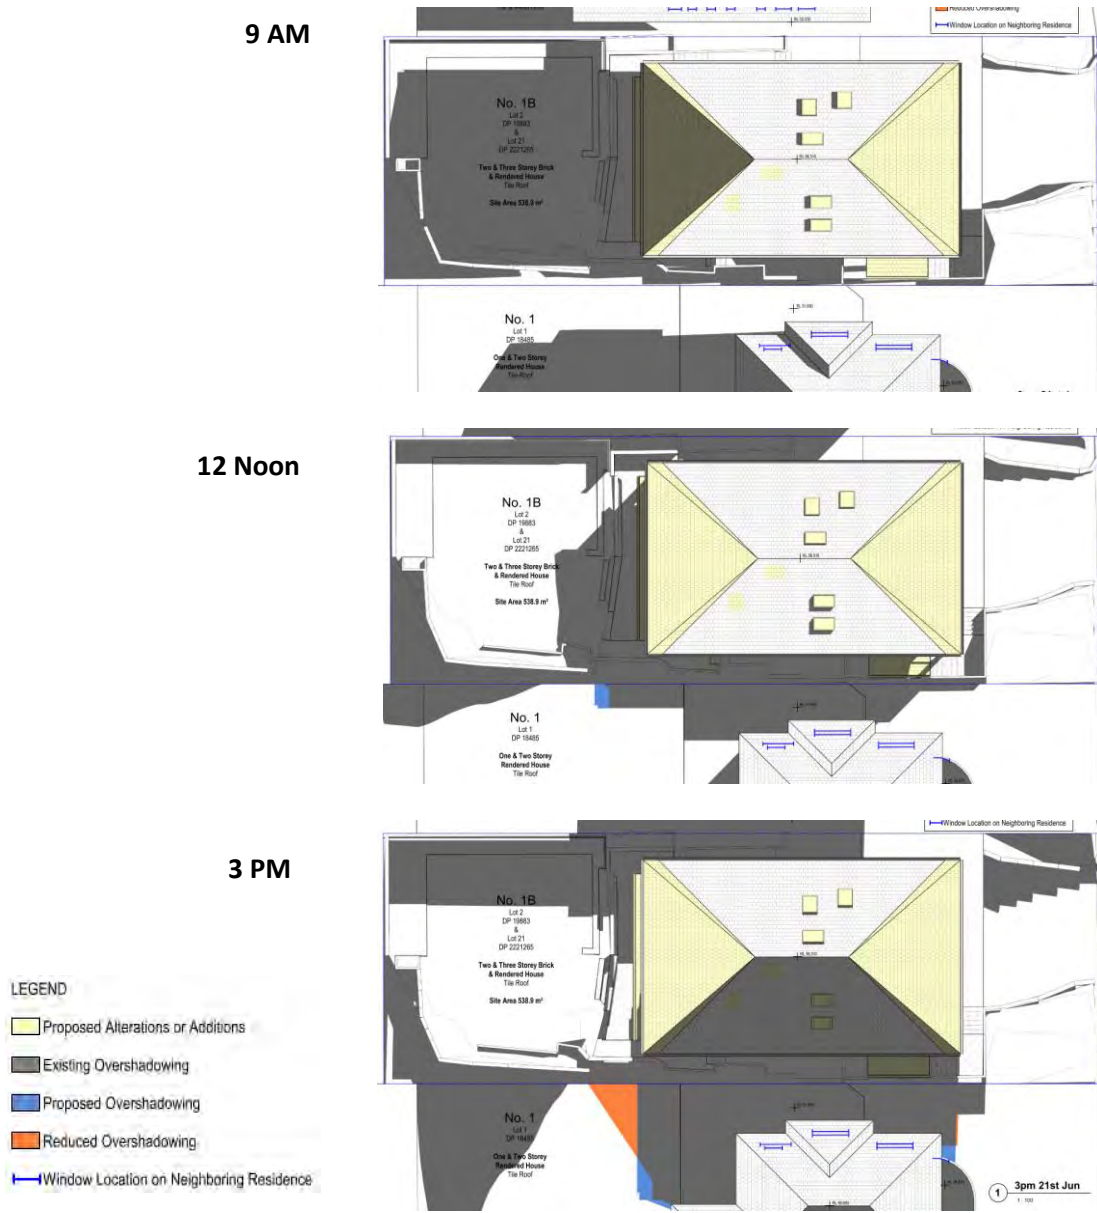 9 AM
Reduced Overshadowing
Window Location on Neighboring Residence
No. 1B
Lot 2
DP 19883
&
Lot 21
DP 2221265
Two & Three Storey Brick
& Rendered House
Tile Roof
Site Area 538.9 m²
No. 1
Lot 1
DP 18485
One & Two Storey
Rendered House
Tile Roof
12 Noon
No. 1B
Lot 2
DP 19883
&
Lot 21
DP 2221265
Two & Three Storey Brick
& Rendered House
Tile Roof
Site Area 538.9 m²
No. 1
Lot 1
DP 18485
One & Two Storey
Rendered House
Tile Roof
3 PM
Window Location on Neighboring Residence
No. 1B
Lot 2
DP 19883
&
Lot 21
DP 2221265
Two & Three Storey Brick
& Rendered House
Tile Roof
Site Area 538.9 m²
No. 1
Lot 1
DP 18485
One & Two Storey
Rendered House
Tile Roof
1 3pm 21st Jun
1 : 100
LEGEND
Proposed Alterations or Additions
Existing Overshadowing
Proposed Overshadowing
Reduced Overshadowing
Window Location on Neighboring Residence